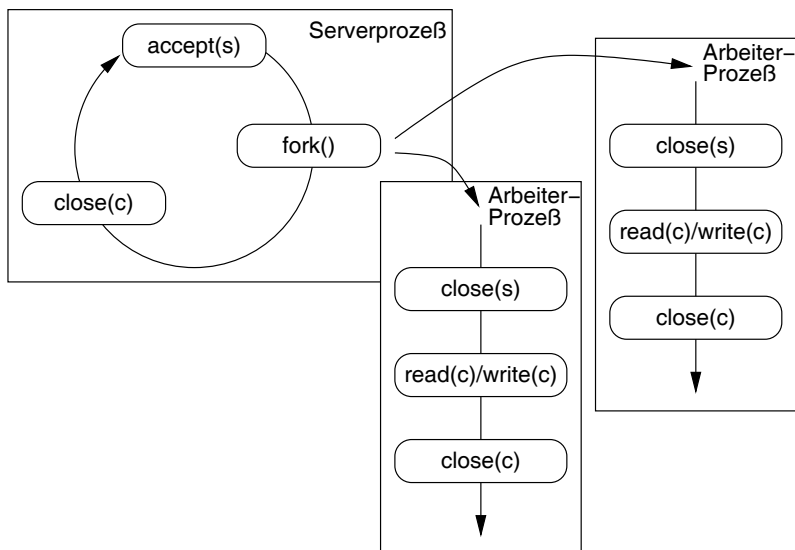 Serverprozeß
accept(s)
fork()
close(c)
Arbeiter–
Prozeß
close(s)
read(c)/write(c)
close(c)
Arbeiter–
Prozeß
close(s)
read(c)/write(c)
close(c)